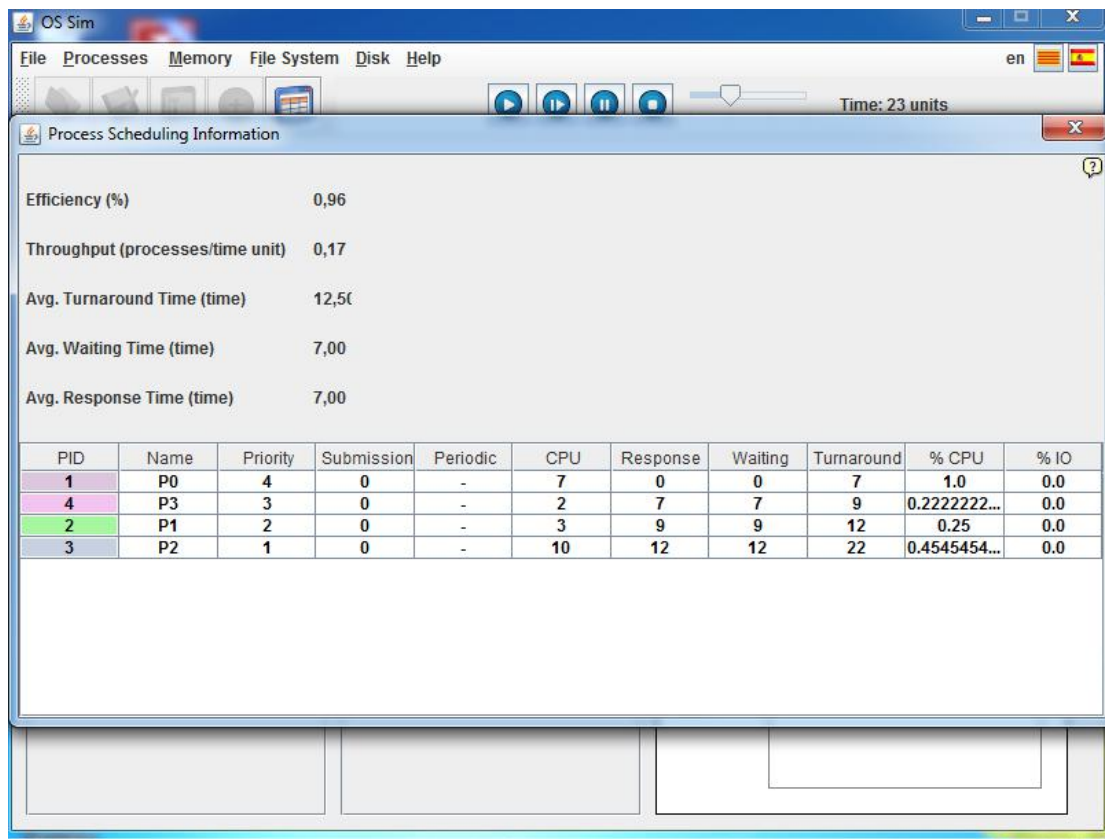 OS Sim
File Processes Memory File System Disk Help en
Time: 23 units
Process Scheduling Information
Efficiency (%) 0,96
Throughput (processes/time unit) 0,17
Avg. Turnaround Time (time) 12,50
Avg. Waiting Time (time) 7,00
Avg. Response Time (time) 7,00
PID Name Priority Submission Periodic CPU Response Waiting Turnaround % CPU % IO
1 P0 4 0 - 7 0 0 7 1.0 0.0
4 P3 3 0 - 2 7 7 9 0.2222222... 0.0
2 P1 2 0 - 3 9 9 12 0.25 0.0
3 P2 1 0 - 10 12 12 22 0.4545454... 0.0